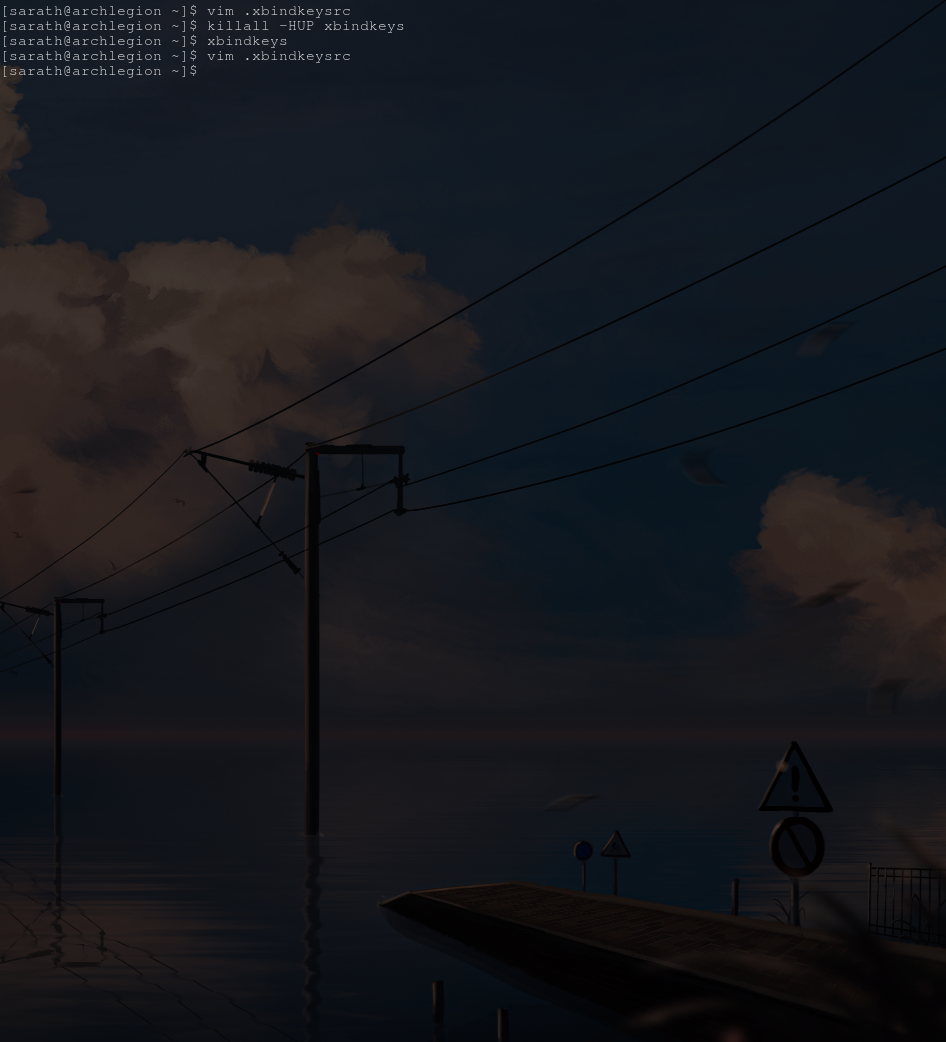 [sarath@archlegion ~]$ vim .xbindkeysrc
[sarath@archlegion ~]$ killall -HUP xbindkeys
[sarath@archlegion ~]$ xbindkeys
[sarath@archlegion ~]$ vim .xbindkeysrc
[sarath@archlegion ~]$